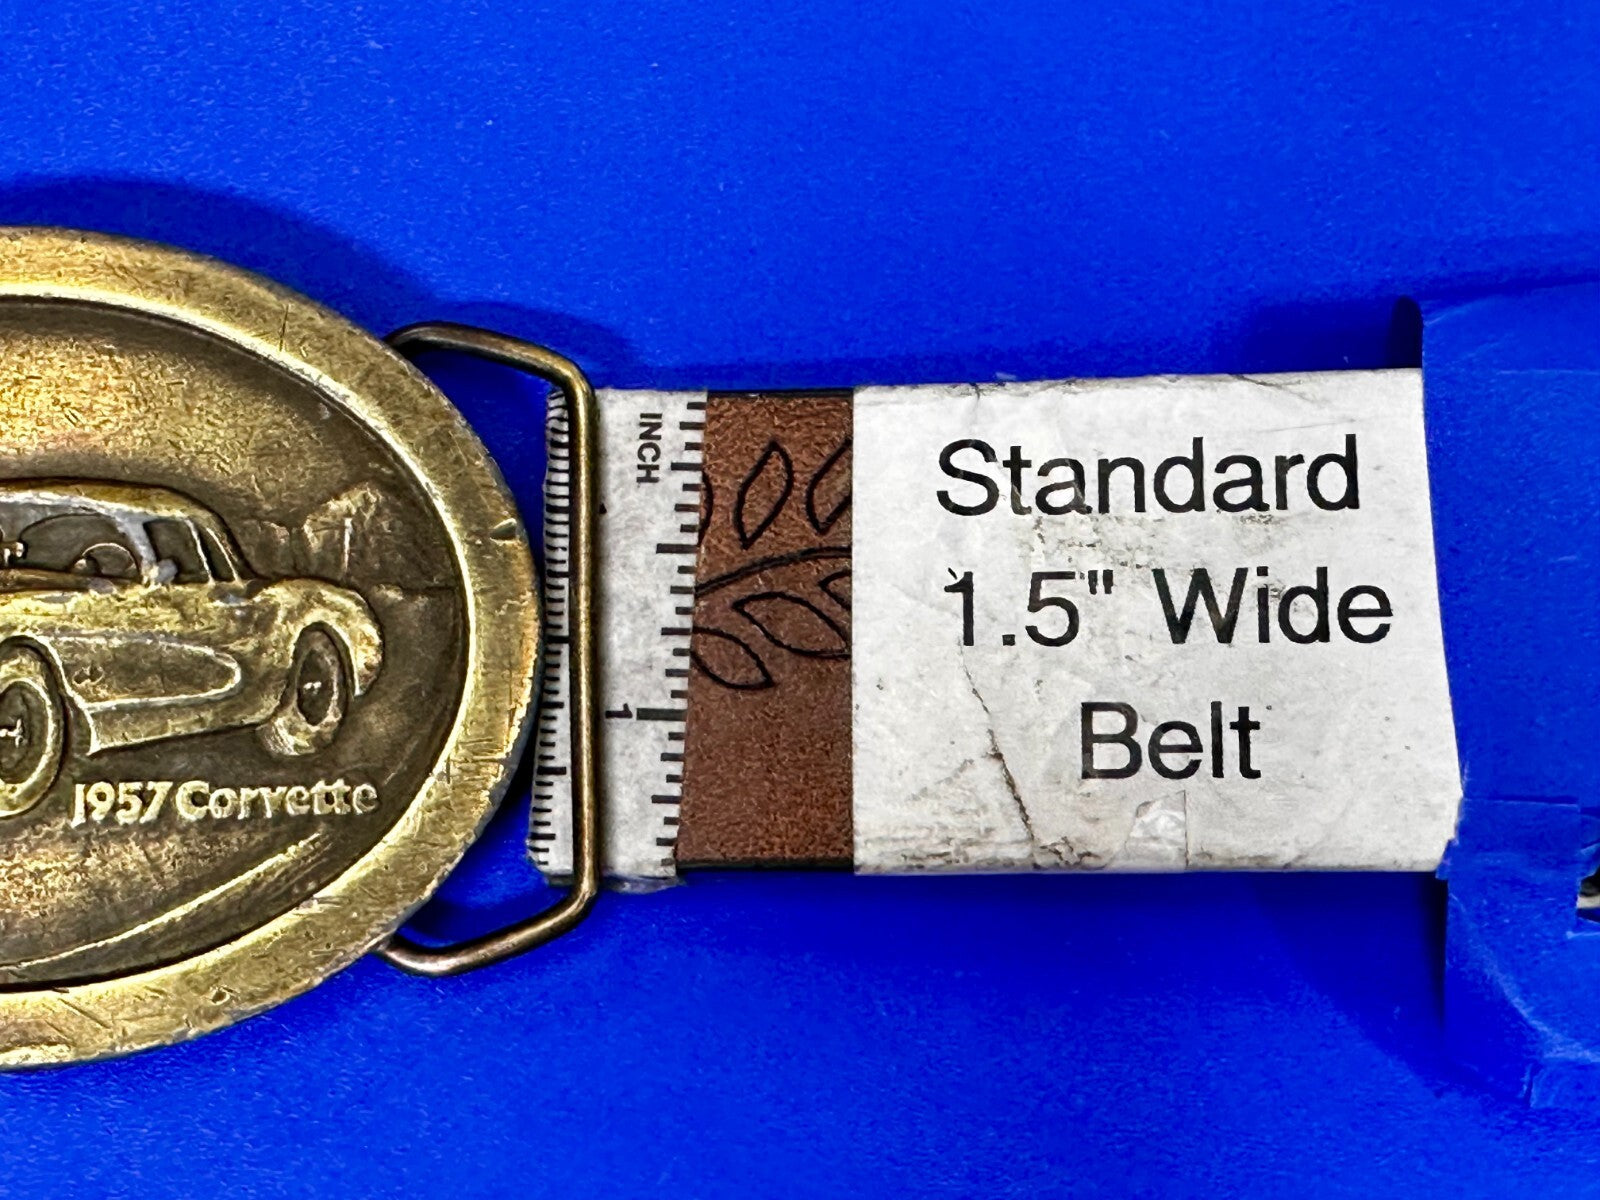 1957 Corvette
INCH
1
Standard
1.5" Wide
Belt